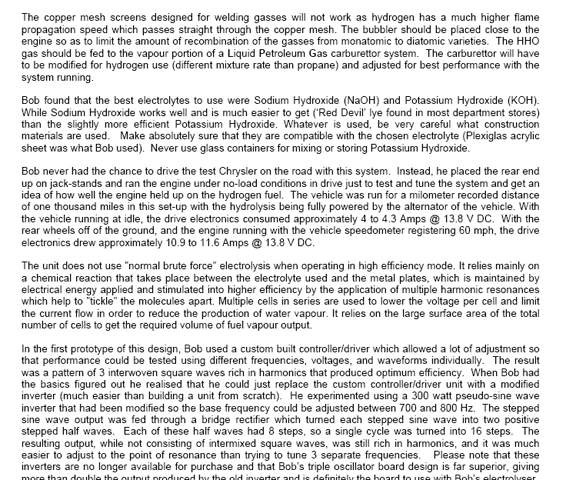 The copper mesh screens designed for welding gasses will not work as hydrogen has a much higher flame
propagation speed which passes straight through the copper mesh. The bubbler should be placed close to
the engine so as to limit the amount of recombination of the gasses from monatomic to diatomic varieties. The HHO
gas should be fed to the vapour portion of a Liquid Petroleum Gas carburettor system. The carburettor will have
to be modified for hydrogen use (different mixture rate than propane) and adjusted for best performance with the
system running.
Bob found that the best electrolytes to use were Sodium Hydroxide (NaOH) and Potassium Hydroxide (KOH).
While Sodium Hydroxide works well and is much easier to get ('Red Devil' lye found in most department stores)
than the slightly more efficient Potassium Hydroxide. Whatever is used, be very careful what construction
materials are used. Make absolutely sure that they are compatible with the chosen electrolyte (Plexiglas acrylic
sheet was what Bob used). Never use glass containers for mixing or storing Potassium Hydroxide.
Bob never had the chance to drive the test Chrysler on the road with this system. Instead, he placed the rear end
up on jack-stands and ran the engine under no-load conditions in drive just to test and tune the system and get an
idea of how well the engine held up on the hydrogen fuel. The vehicle was run for a milometer recorded distance
of one thousand miles in this set-up with the hydrolysis being fully powered by the alternator of the vehicle. With
the vehicle running at idle, the drive electronics consumed approximately 4 to 4.3 Amps @ 13.8 V DC. With the
rear wheels off of the ground, and the engine running with the vehicle speedometer registering 60 mph, the drive
electronics drew approximately 10.9 to 11.6 Amps @ 13.8 V DC.
The unit does not use "normal brute force" electrolysis when operating in high efficiency mode. It relies mainly on
a chemical reaction that takes place between the electrolyte used and the metal plates, which is maintained by
electrical energy applied and stimulated into higher efficiency by the application of multiple harmonic resonances
which help to "tickle" the molecules apart. Multiple cells in series are used to lower the voltage per cell and limit
the current flow in order to reduce the production of water vapour. It relies on the large surface area of the total
number of cells to get the required volume of fuel vapour output.
In the first prototype of this design, Bob used a custom built controller/driver which allowed a lot of adjustment so
that performance could be tested using different frequencies, voltages, and waveforms individually. The result
was a pattern of 3 interwoven square waves rich in harmonics that produced optimum efficiency. When Bob had
the basics figured out he realised that he could just replace the custom controller/driver unit with a modified
inverter (much easier than building a unit from scratch). He experimented using a 300 watt pseudo-sine wave
inverter that had been modified so the base frequency could be adjusted between 700 and 800 Hz. The stepped
sine wave output was fed through a bridge rectifier which turned each stepped sine wave into two positive
stepped half waves. Each of these half waves had 8 steps, so a single cycle was turned into 16 steps. The
resulting output, while not consisting of intermixed square waves, was still rich in harmonics, and it was much
easier to adjust to the point of resonance than trying to tune 3 separate frequencies. Please note that these
inverters are no longer available for purchase and that Bob's triple oscillator board design is far superior, giving
more than double the output produced by the old inverter and is definitely the board to use with Bob's electrolyser.